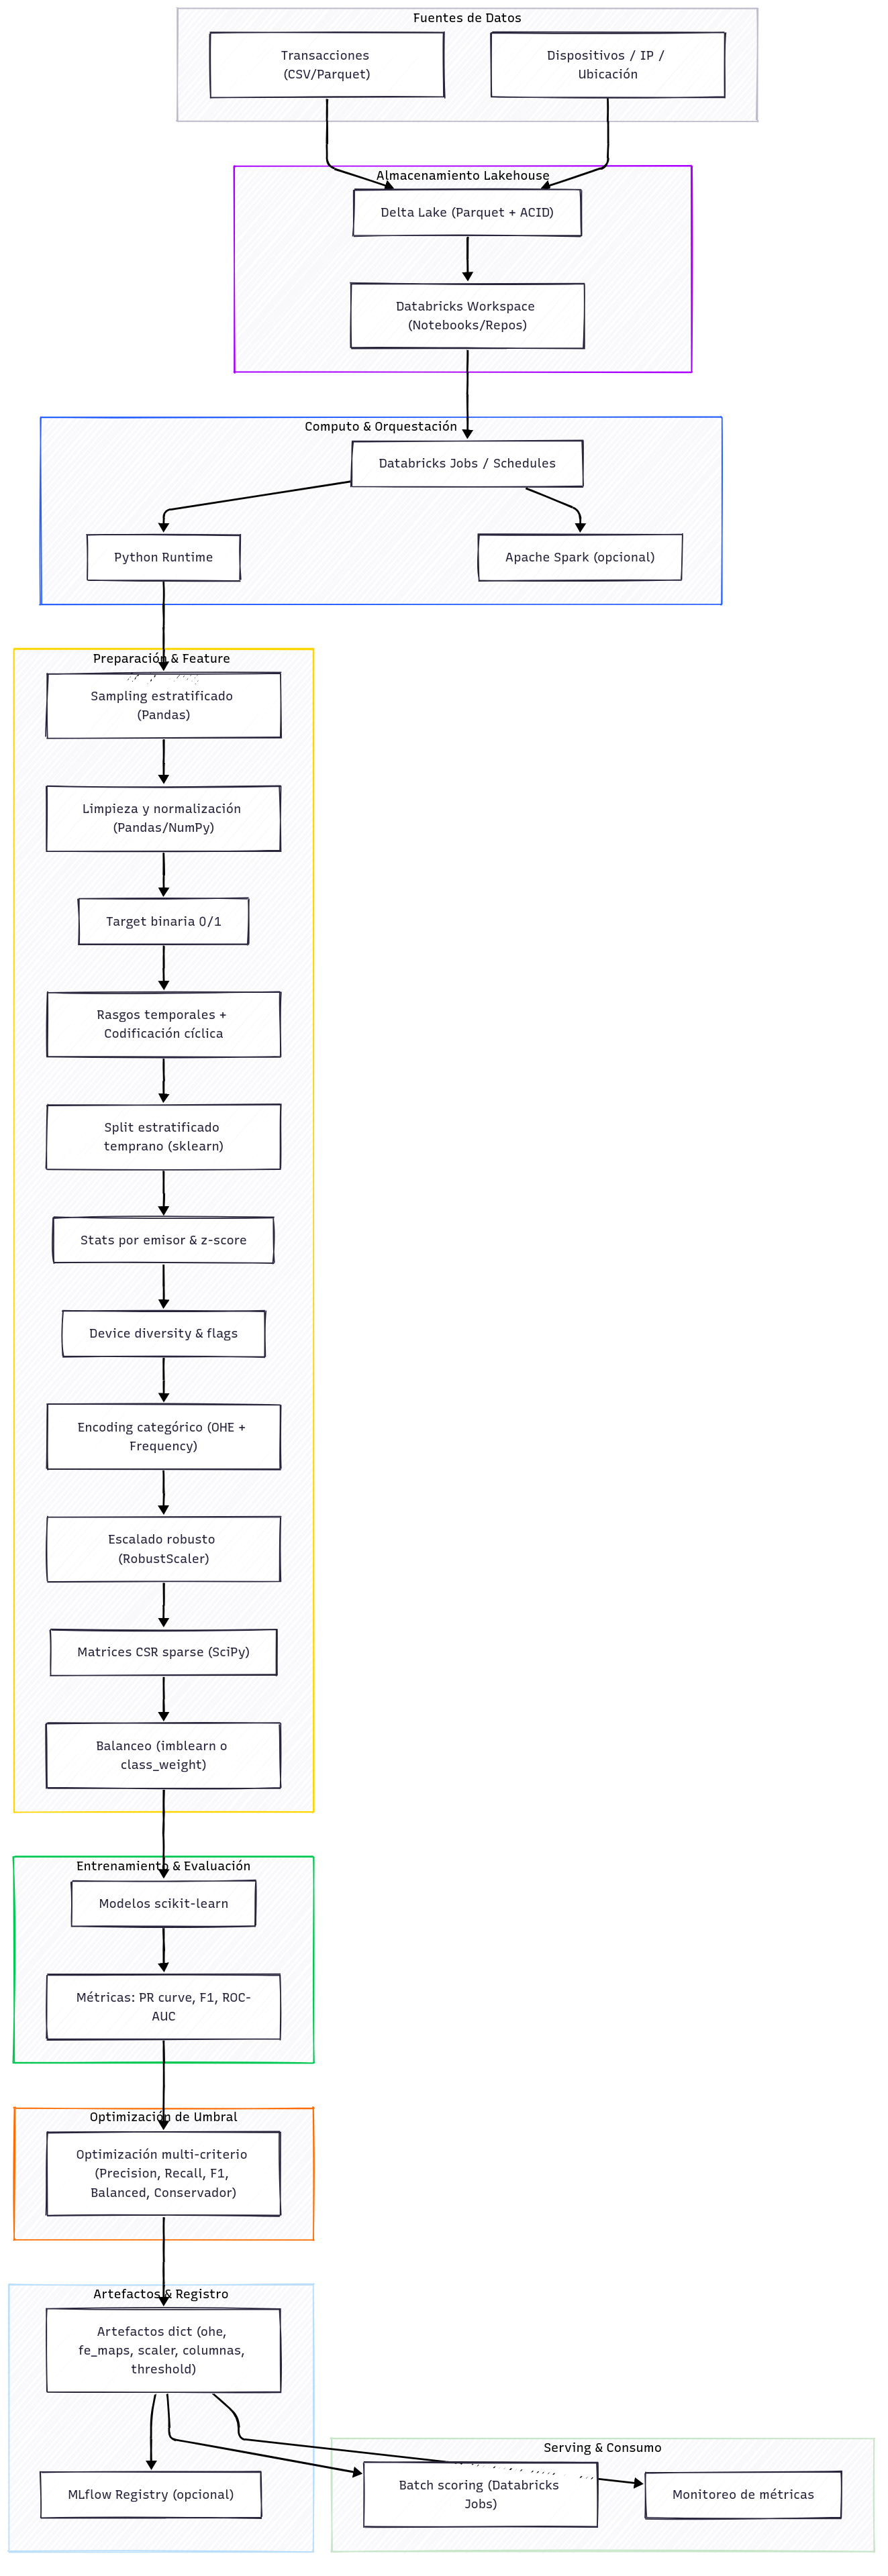 Fuentes de Datos
Transacciones
(CSV/Parquet)
Dispositivos / IP /
Ubicación
Almacenamiento Lakehouse
Delta Lake (Parquet + ACID)
Databricks Workspace
(Notebooks/Repos)
Computo & Orquestación
Databricks Jobs / Schedules
Python Runtime
Apache Spark (opcional)
Preparación & Feature
Sampling estratificado
(Pandas)
Limpieza y normalización
(Pandas/NumPy)
Target binaria 0/1
Rasgos temporales +
Codificación cíclica
Split estratificado
temprano (sklearn)
Stats por emisor & z-score
Device diversity & flags
Encoding categórico (OHE +
Frequency)
Escalado robusto
(RobustScaler)
Matrices CSR sparse (SciPy)
Balanceo (imblearn o
class_weight)
Entrenamiento & Evaluación
Modelos scikit-learn
Métricas: PR curve, F1, ROC-
AUC
Optimización de Umbral
Optimización multi-criterio
(Precision, Recall, F1,
Balanced, Conservador)
Artefactos & Registro
Artefactos dict (ohe,
fe_maps, scaler, columnas,
threshold)
MLflow Registry (opcional)
Serving & Consumo
Batch scoring (Databricks
Jobs)
Monitoreo de métricas